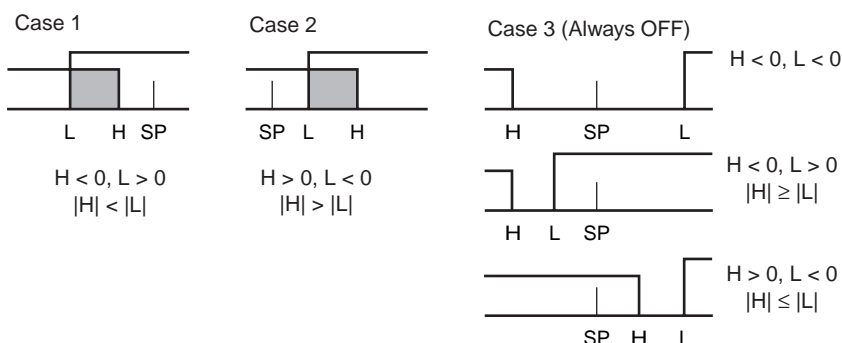 Case 1
L H SP
H < 0, L > 0
|H| < |L|
Case 2
SP L H
H > 0, L < 0
|H| > |L|
Case 3 (Always OFF)
H < 0, L < 0
H SP L
H < 0, L > 0
|H| ≥ |L|
H L SP
H > 0, L < 0
|H| ≤ |L|
SP H L